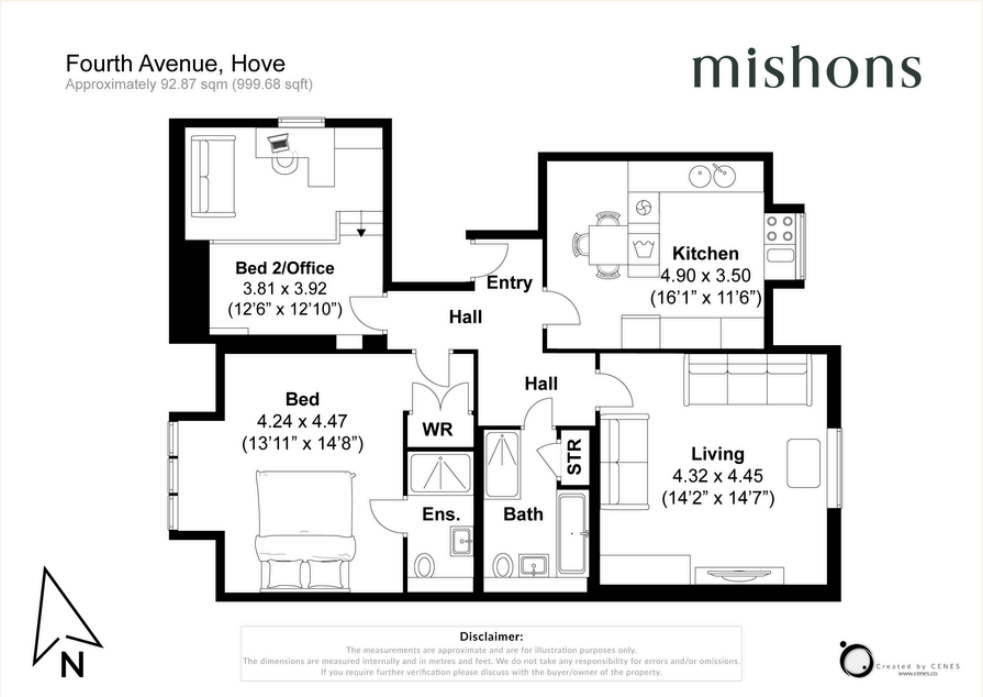 Fourth Avenue, Hove
Approximately 92.87 sqm (999.68 sqft)
mishons
Bed 2/Office
3.81 x 3.92
(12'6" x 12'10")
Entry
Hall
Kitchen
4.90 x 3.50
(16'1" x 11'6")
Hall
Bed
4.24 x 4.47
(13'11" x 14'8")
WR
STR
Living
4.32 x 4.45
(14'2" x 14'7")
Ens.
Bath
N
Disclaimer:
The measurements are approximate and are for illustration purposes only.
The dimensions are measured internally and in metres and feet. We do not take any responsibility for errors and/or omissions.
If you require further verification please discuss with the buyer/owner of the property.
Created by CENES
www.cenes.co